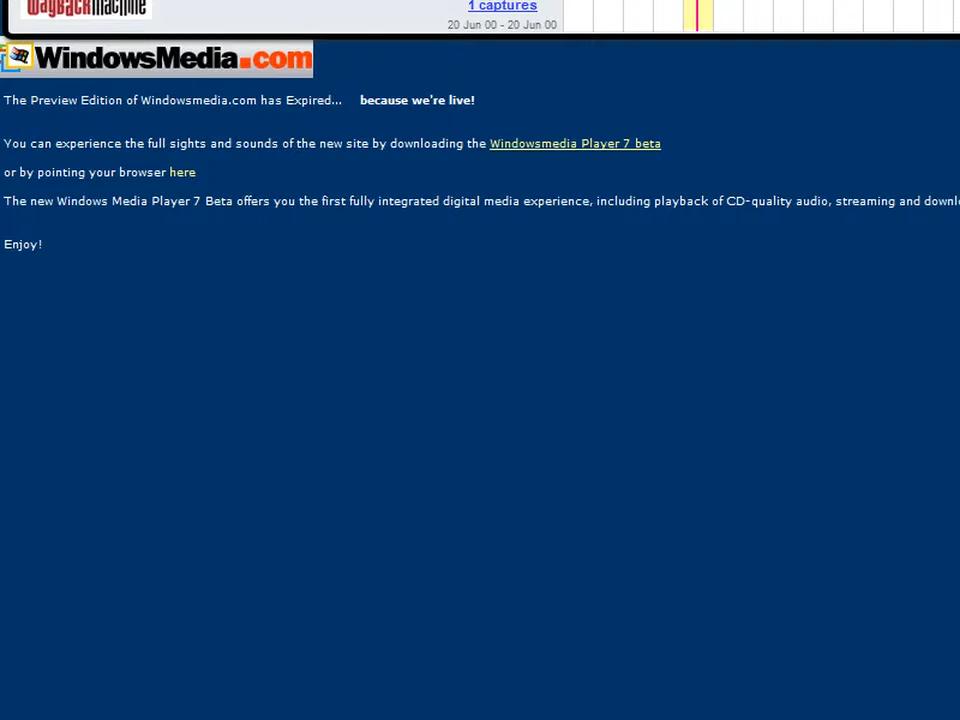 WayBackMachine
1 captures
20 Jun 00 - 20 Jun 00
WindowsMedia.com
The Preview Edition of Windowsmedia.com has Expired... because we're live!
You can experience the full sights and sounds of the new site by downloading the Windowsmedia Player 7 beta
or by pointing your browser here
The new Windows Media Player 7 Beta offers you the first fully integrated digital media experience, including playback of CD-quality audio, streaming and downl
Enjoy!